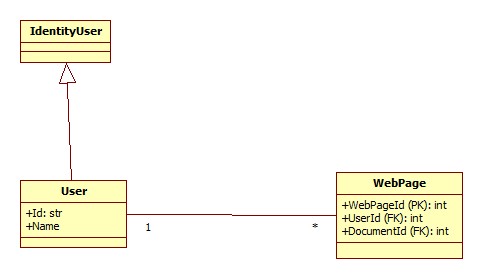 IdentityUser
User
+Id: str
+Name
1
*
WebPage
+WebPageId (PK): int
+UserId (FK): int
+DocumentId (FK): int